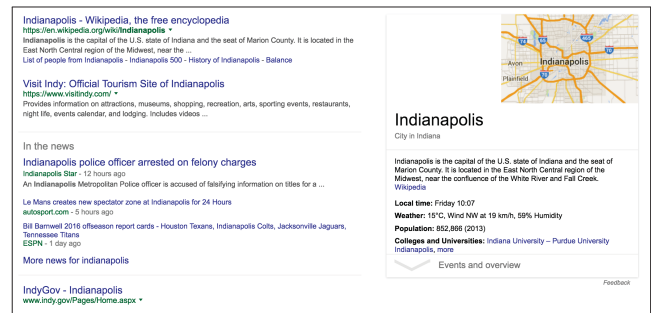 Indianapolis - Wikipedia, the free encyclopedia
https://en.wikipedia.org/wiki/Indianapolis
Indianapolis is the capital of the U.S. state of Indiana and the seat of Marion County. It is located in the
East North Central region of the Midwest, near the ...
List of people from Indianapolis - Indianapolis 500 - History of Indianapolis - Balance
Visit Indy: Official Tourism Site of Indianapolis
https://www.visitindy.com/
Provides information on attractions, museums, shopping, recreation, arts, sporting events, restaurants,
night life, events calendar, and lodging. Includes videos ...
In the news
Indianapolis police officer arrested on felony charges
Indianapolis Star - 12 hours ago
An Indianapolis Metropolitan Police officer is accused of falsifying information on titles for a ...
Le Mans creates new spectator zone at Indianapolis for 24 Hours
autosport.com - 5 hours ago
Bill Barnwell 2016 offseason report cards - Houston Texans, Indianapolis Colts, Jacksonville Jaguars,
Tennessee Titans
ESPN - 1 day ago
More news for indianapolis
IndyGov - Indianapolis
www.indy.gov/Pages/Home.aspx
74
65
465
Avon
Indianapolis
Plainfield
70
Indianapolis
City in Indiana
Indianapolis is the capital of the U.S. state of Indiana and the seat of
Marion County. It is located in the East North Central region of the
Midwest, near the confluence of the White River and Fall Creek.
Wikipedia
Local time: Friday 10:07
Weather: 15°C, Wind NW at 19 km/h, 59% Humidity
Population: 852,866 (2013)
Colleges and Universities: Indiana University – Purdue University
Indianapolis, more
Events and overview
Feedback